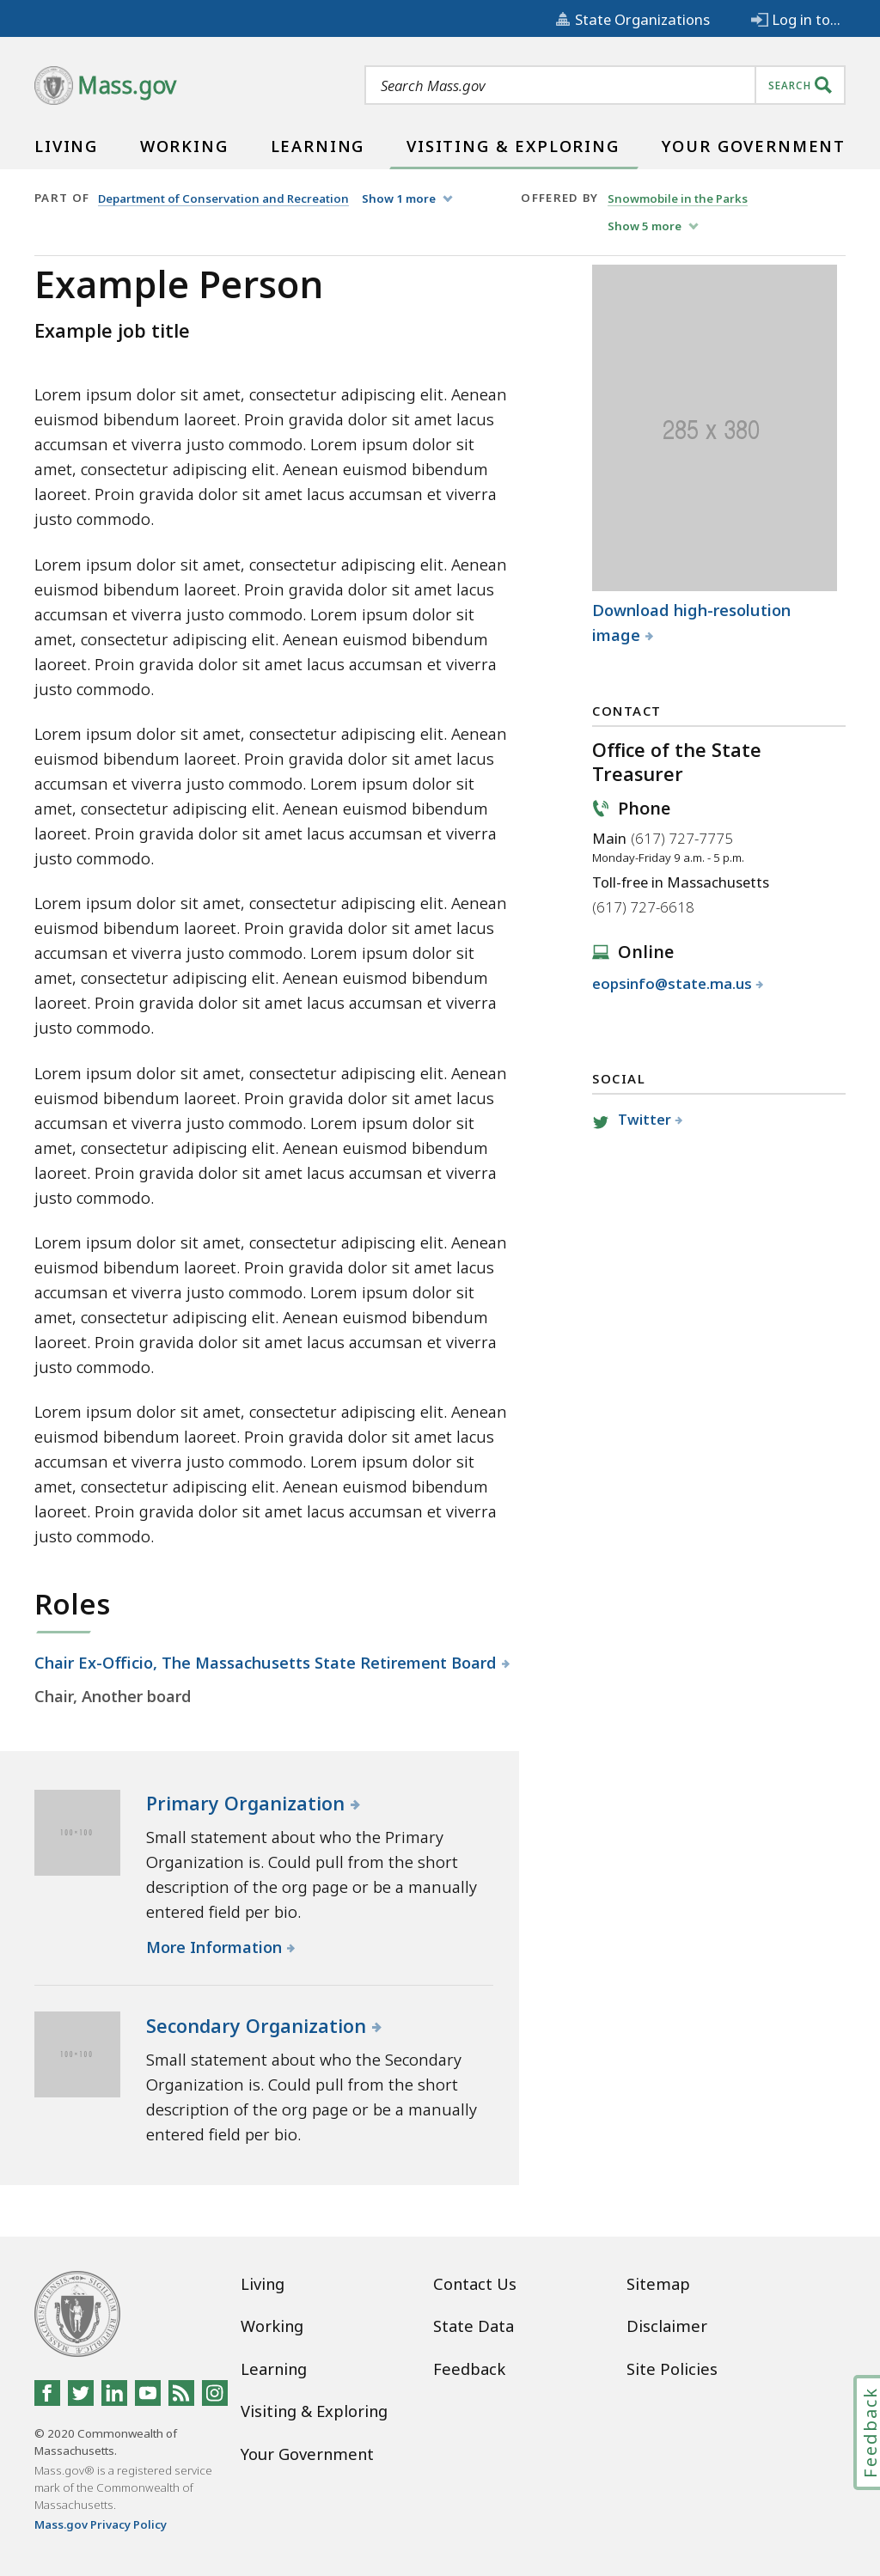 State Organizations
Log in to...
Mass.gov
Search Mass.gov
SEARCH
LIVING
WORKING
LEARNING
VISITING & EXPLORING
YOUR GOVERNMENT
PART OF
Department of Conservation and Recreation
Show 1 more
OFFERED BY
Snowmobile in the Parks
Show 5 more
Example Person
Example job title
Lorem ipsum dolor sit amet, consectetur adipiscing elit. Aenean
euismod bibendum laoreet. Proin gravida dolor sit amet lacus
accumsan et viverra justo commodo. Lorem ipsum dolor sit
amet, consectetur adipiscing elit. Aenean euismod bibendum
laoreet. Proin gravida dolor sit amet lacus accumsan et viverra
justo commodo.
Lorem ipsum dolor sit amet, consectetur adipiscing elit. Aenean
euismod bibendum laoreet. Proin gravida dolor sit amet lacus
accumsan et viverra justo commodo. Lorem ipsum dolor sit
amet, consectetur adipiscing elit. Aenean euismod bibendum
laoreet. Proin gravida dolor sit amet lacus accumsan et viverra
justo commodo.
Lorem ipsum dolor sit amet, consectetur adipiscing elit. Aenean
euismod bibendum laoreet. Proin gravida dolor sit amet lacus
accumsan et viverra justo commodo. Lorem ipsum dolor sit
amet, consectetur adipiscing elit. Aenean euismod bibendum
laoreet. Proin gravida dolor sit amet lacus accumsan et viverra
justo commodo.
Lorem ipsum dolor sit amet, consectetur adipiscing elit. Aenean
euismod bibendum laoreet. Proin gravida dolor sit amet lacus
accumsan et viverra justo commodo. Lorem ipsum dolor sit
amet, consectetur adipiscing elit. Aenean euismod bibendum
laoreet. Proin gravida dolor sit amet lacus accumsan et viverra
justo commodo.
Lorem ipsum dolor sit amet, consectetur adipiscing elit. Aenean
euismod bibendum laoreet. Proin gravida dolor sit amet lacus
accumsan et viverra justo commodo. Lorem ipsum dolor sit
amet, consectetur adipiscing elit. Aenean euismod bibendum
laoreet. Proin gravida dolor sit amet lacus accumsan et viverra
justo commodo.
Lorem ipsum dolor sit amet, consectetur adipiscing elit. Aenean
euismod bibendum laoreet. Proin gravida dolor sit amet lacus
accumsan et viverra justo commodo. Lorem ipsum dolor sit
amet, consectetur adipiscing elit. Aenean euismod bibendum
laoreet. Proin gravida dolor sit amet lacus accumsan et viverra
justo commodo.
Lorem ipsum dolor sit amet, consectetur adipiscing elit. Aenean
euismod bibendum laoreet. Proin gravida dolor sit amet lacus
accumsan et viverra justo commodo. Lorem ipsum dolor sit
amet, consectetur adipiscing elit. Aenean euismod bibendum
laoreet. Proin gravida dolor sit amet lacus accumsan et viverra
justo commodo.
285 x 380
Download high-resolution
image
CONTACT
Office of the State
Treasurer
Phone
Main (617) 727-7775
Monday-Friday 9 a.m. - 5 p.m.
Toll-free in Massachusetts
(617) 727-6618
Online
eopsinfo@state.ma.us
SOCIAL
Twitter
Roles
Chair Ex-Officio, The Massachusetts State Retirement Board
Chair, Another board
100×100
Primary Organization
Small statement about who the Primary
Organization is. Could pull from the short
description of the org page or be a manually
entered field per bio.
More Information
100×100
Secondary Organization
Small statement about who the Secondary
Organization is. Could pull from the short
description of the org page or be a manually
entered field per bio.
Living
Working
Learning
Visiting & Exploring
Your Government
Contact Us
State Data
Feedback
Sitemap
Disclaimer
Site Policies
© 2020 Commonwealth of
Massachusetts.
Mass.gov® is a registered service
mark of the Commonwealth of
Massachusetts.
Mass.gov Privacy Policy
Feedback